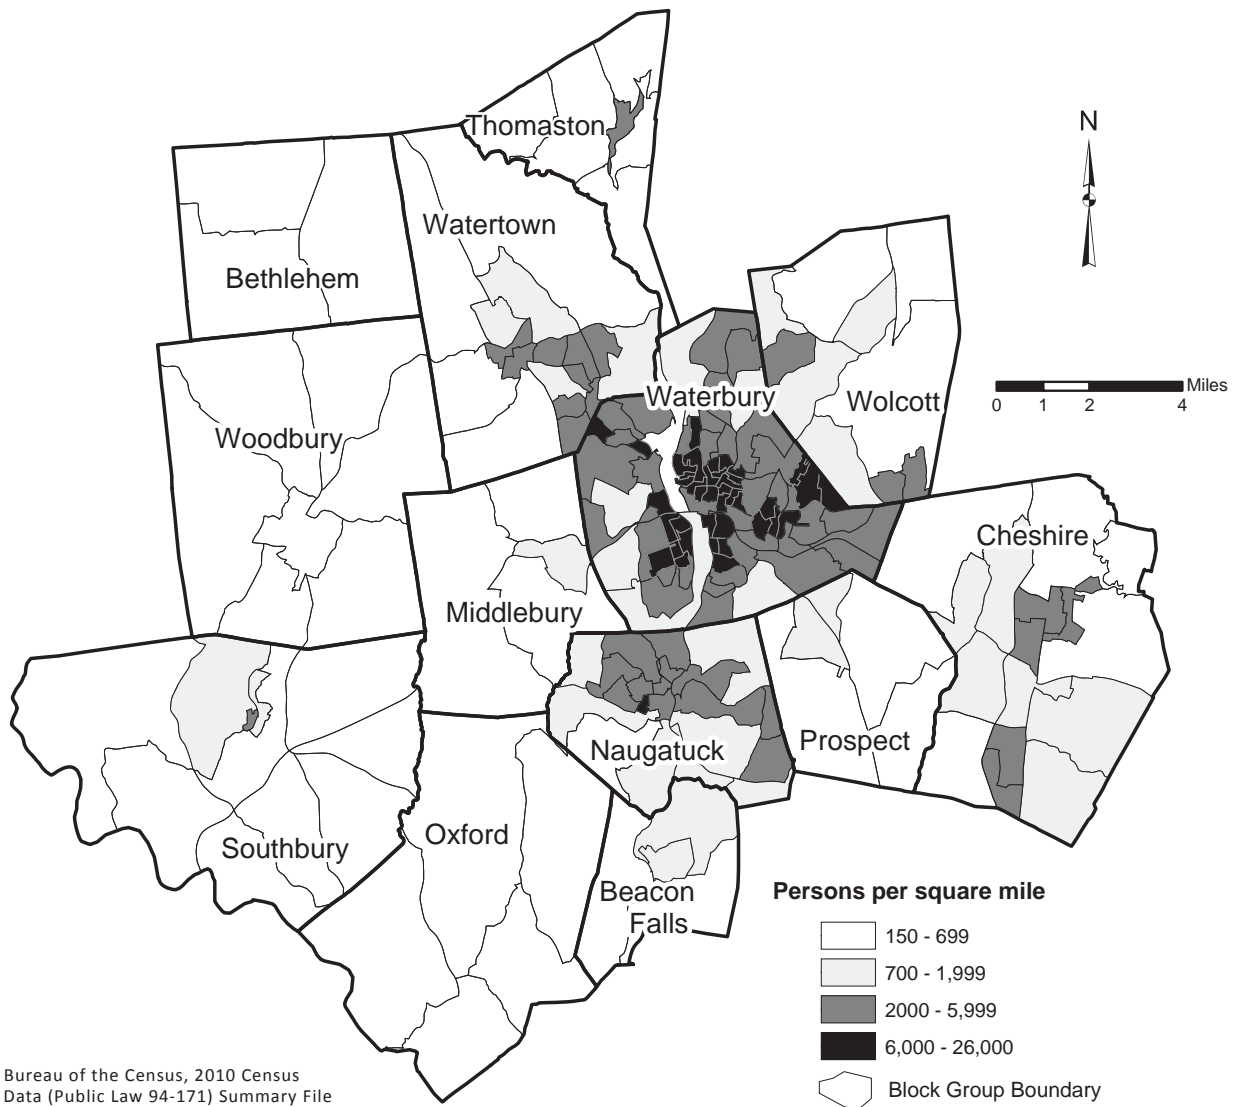 Thomaston
N
Watertown
Bethlehem
Waterbury
Wolcott
Miles
0 1 2 4
Woodbury
Cheshire
Middlebury
Naugatuck
Prospect
Southbury
Oxford
Beacon
Falls
Persons per square mile
150 - 699
700 - 1,999
2000 - 5,999
6,000 - 26,000
Block Group Boundary
Bureau of the Census, 2010 Census
Data (Public Law 94-171) Summary File